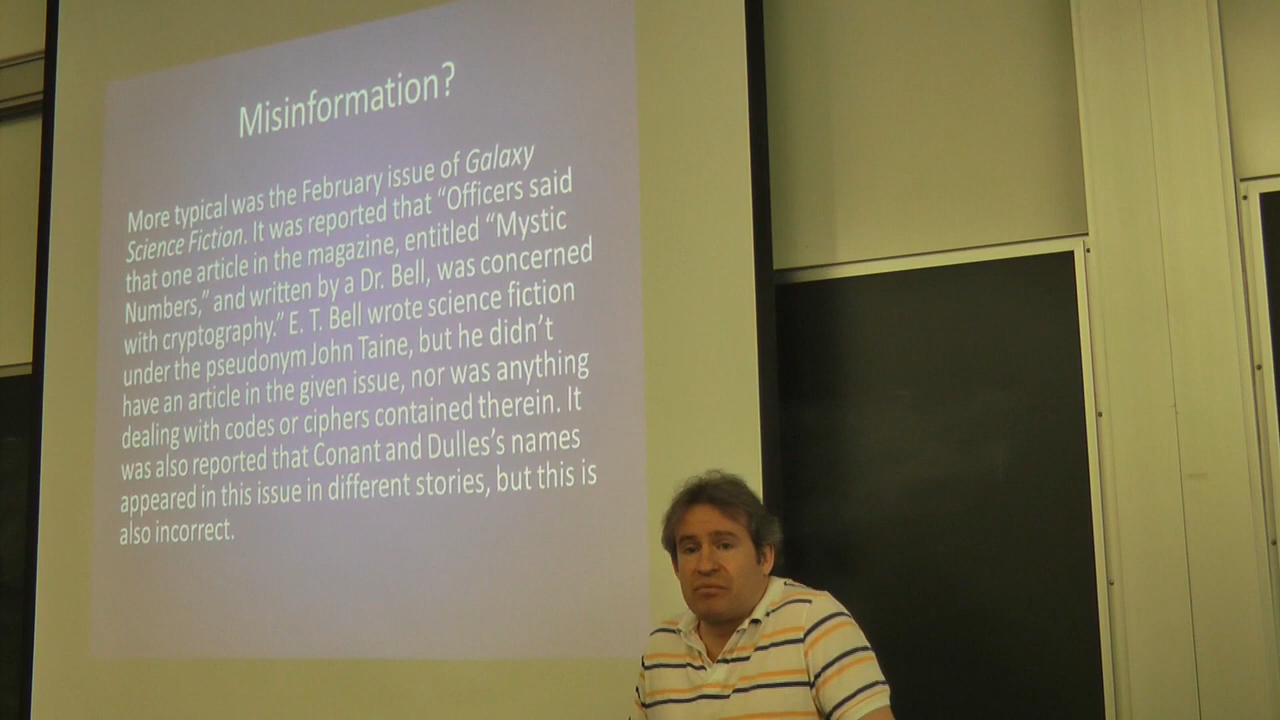 Misinformation?
More typical was the February issue of Galaxy
Science Fiction. It was reported that “Officers said
that one article in the magazine, entitled “Mystic
Numbers,” and written by a Dr. Bell, was concerned
with cryptography.” E. T. Bell wrote science fiction
under the pseudonym John Taine, but he didn’t
have an article in the given issue, nor was anything
dealing with codes or ciphers contained therein. It
was also reported that Conant and Dulles’s names
appeared in this issue in different stories, but this is
also incorrect.